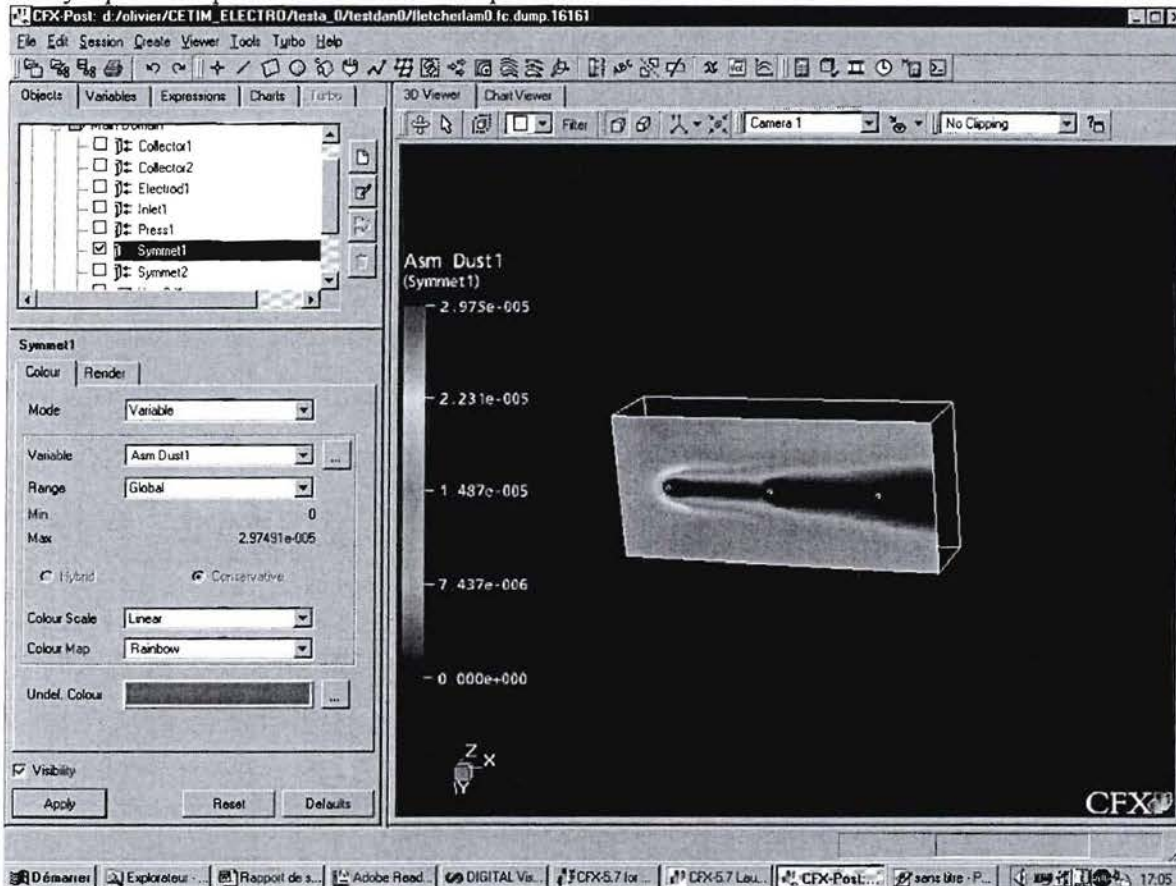 CFX-Post: d:/olivier/CETIM_ELECTRO/testa_0/testdan0/fletcherlam0.fc.dump.16161
File Edit Session Create Viewer Tools Turbo Help
Objects Variables Expressions Charts Turbo
3D Viewer Chart Viewer
Filter Camera 1 No Clipping
Main Domain
Collector1
Collector2
Electrod1
Inlet1
Press1
Symmet1
Symmet2
Symmet1
Colour Render
Mode Variable
Variable Asm Dust1 ...
Range Global
Min 0
Max 2.97491e-005
Hybrid Conservative
Colour Scale Linear
Colour Map Rainbow
Undef. Colour ...
Visibility
Apply Reset Defaults
Asm Dust1
(Symmet1)
2.975e-005
2.231e-005
1.487e-005
7.437e-006
0.000e+000
Z
X
Y
CFX
Démarrer Explorateur -... Rapport de s... Adobe Read... DIGITAL Vis... CFX-5.7 for ... CFX-5.7 Lau... CFX-Post:... sans titre - P... 17:05